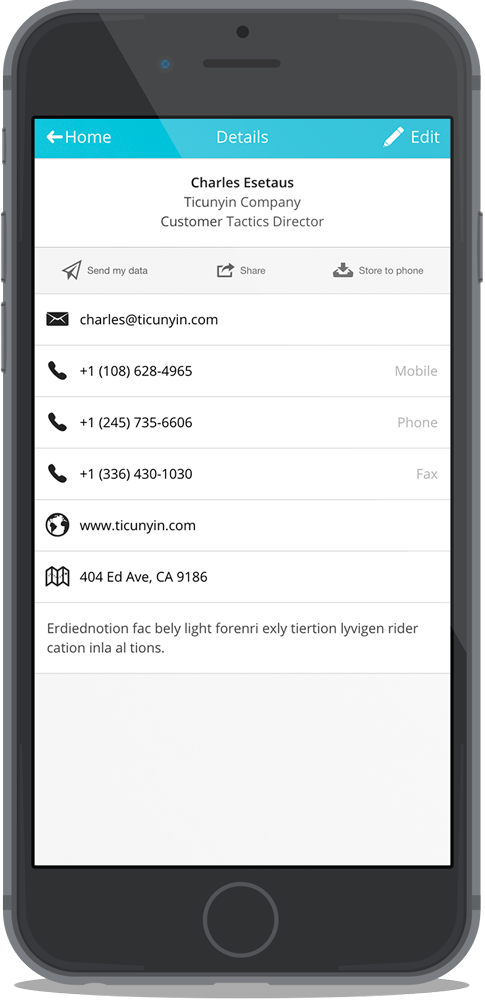 Home Details Edit
Charles Esetaus
Ticunyin Company
Customer Tactics Director
Send my data Share Store to phone
charles@ticunyin.com
+1 (108) 628-4965 Mobile
+1 (245) 735-6606 Phone
+1 (336) 430-1030 Fax
www.ticunyin.com
404 Ed Ave, CA 9186
Erdiednotion fac bely light forenri exly tiertion lyvigen rider
cation inla al tions.